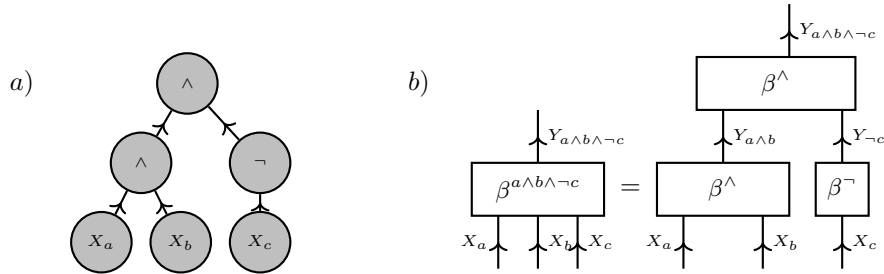 a)
∧
∧ ¬
X_a X_b X_c
b)
Y_{a∧b∧¬c}
β^{a∧b∧¬c}
X_a X_b X_c
=
Y_{a∧b∧¬c}
β^∧
Y_{a∧b} Y_{¬c}
β^∧ β^¬
X_a X_b X_c